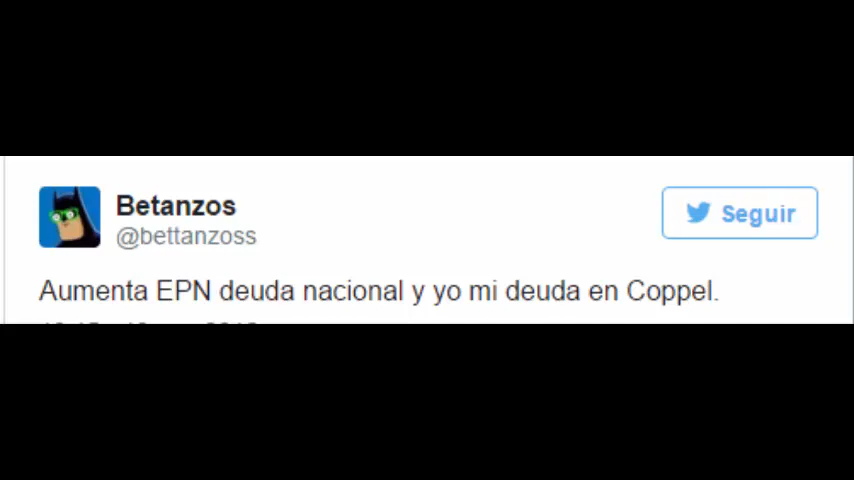 Betanzos
Seguir
@bettanzoss
Aumenta EPN deuda nacional y yo mi deuda en Coppel.